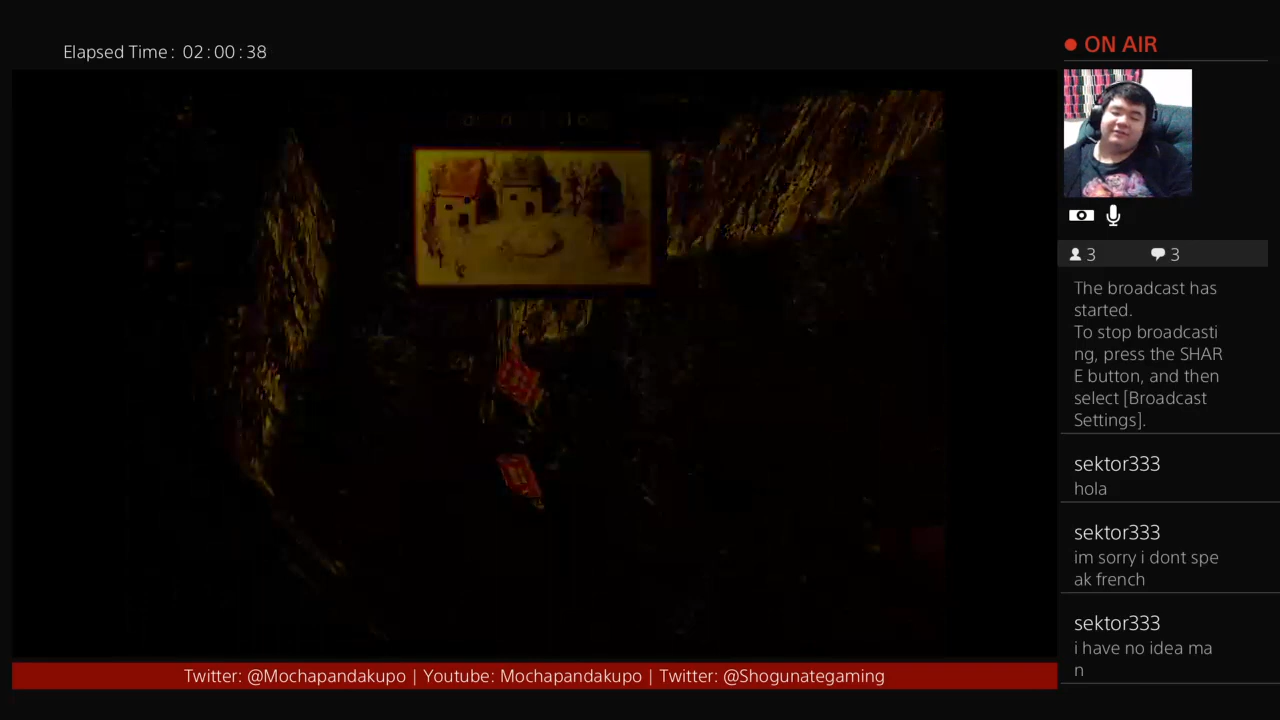 Elapsed Time: 02:00:38
ON AIR
3 3
The broadcast has
started.
To stop broadcasti
ng, press the SHAR
E button, and then
select [Broadcast
Settings].
sektor333
hola
sektor333
im sorry i dont spe
ak french
sektor333
i have no idea ma
n
Twitter: @Mochapandakupo | Youtube: Mochapandakupo | Twitter: @Shogunategaming